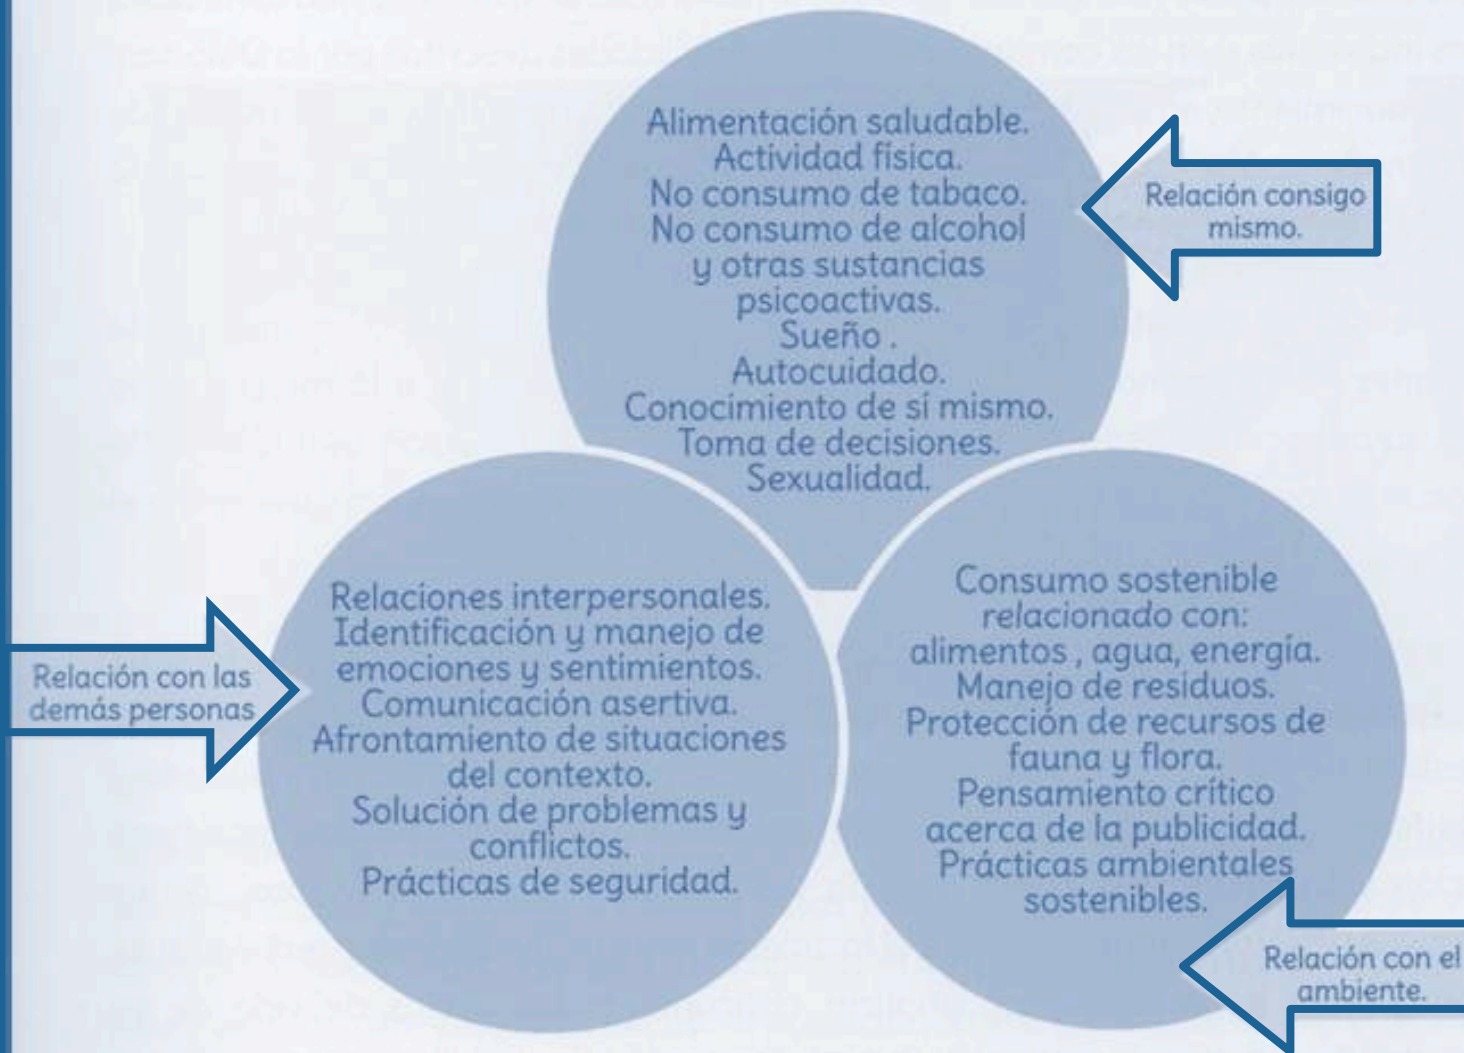 Alimentación saludable.
Actividad física.
No consumo de tabaco.
No consumo de alcohol
y otras sustancias
psicoactivas.
Sueño .
Autocuidado.
Conocimiento de sí mismo.
Toma de decisiones.
Sexualidad.
Relación consigo
mismo.
Relación con las
demás personas
Relaciones interpersonales.
Identificación y manejo de
emociones y sentimientos.
Comunicación asertiva.
Afrontamiento de situaciones
del contexto.
Solución de problemas y
conflictos.
Prácticas de seguridad.
Consumo sostenible
relacionado con:
alimentos , agua, energía.
Manejo de residuos.
Protección de recursos de
fauna y flora.
Pensamiento crítico
acerca de la publicidad.
Prácticas ambientales
sostenibles.
Relación con el
ambiente.